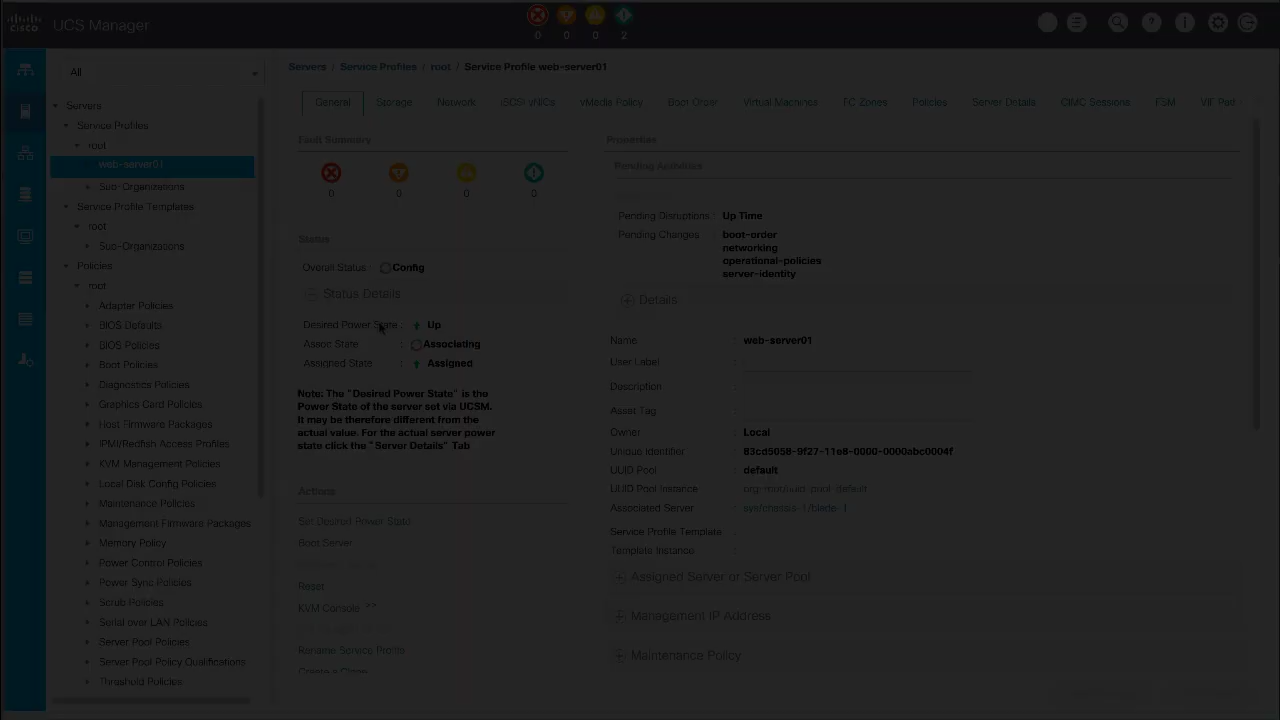 CISCO
UCS Manager
0 0 0 2
All
Servers
Service Profiles
root
web-server01
Sub-Organizations
Service Profile Templates
root
Sub-Organizations
Policies
root
Adapter Policies
BIOS Defaults
BIOS Policies
Boot Policies
Diagnostics Policies
Graphics Card Policies
Host Firmware Packages
IPMI/Redfish Access Profiles
KVM Management Policies
Local Disk Config Policies
Maintenance Policies
Management Firmware Packages
Memory Policy
Power Control Policies
Power Sync Policies
Scrub Policies
Serial over LAN Policies
Server Pool Policies
Server Pool Policy Qualifications
Threshold Policies
Servers / Service Profiles / root / Service Profile web-server01
General Storage Network iSCSI vNICs vMedia Policy Boot Order Virtual Machines FC Zones Policies Server Details CIMC Sessions FSM VIF Pat
Fault Summary
0 0 0 0
Status
Overall Status : Config
Status Details
Desired Power State : Up
Assoc State : Associating
Assigned State : Assigned
Note: The "Desired Power State" is the
Power State of the server set via UCSM.
It may be therefore different from the
actual value. For the actual server power
state click the "Server Details" Tab
Actions
Set Desired Power State
Boot Server
Reset
KVM Console >>
Rename Service Profile
Create a Clone
Properties
Pending Activities
Pending Disruptions : Up Time
Pending Changes : boot-order
networking
operational-policies
server-identity
Details
Name : web-server01
User Label :
Description :
Asset Tag :
Owner : Local
Unique Identifier : 83cd5058-9f27-11e8-0000-0000abc0004f
UUID Pool : default
UUID Pool Instance : org-root/uuid-pool-default
Associated Server : sys/chassis-1/blade-1
Service Profile Template :
Template Instance :
Assigned Server or Server Pool
Management IP Address
Maintenance Policy